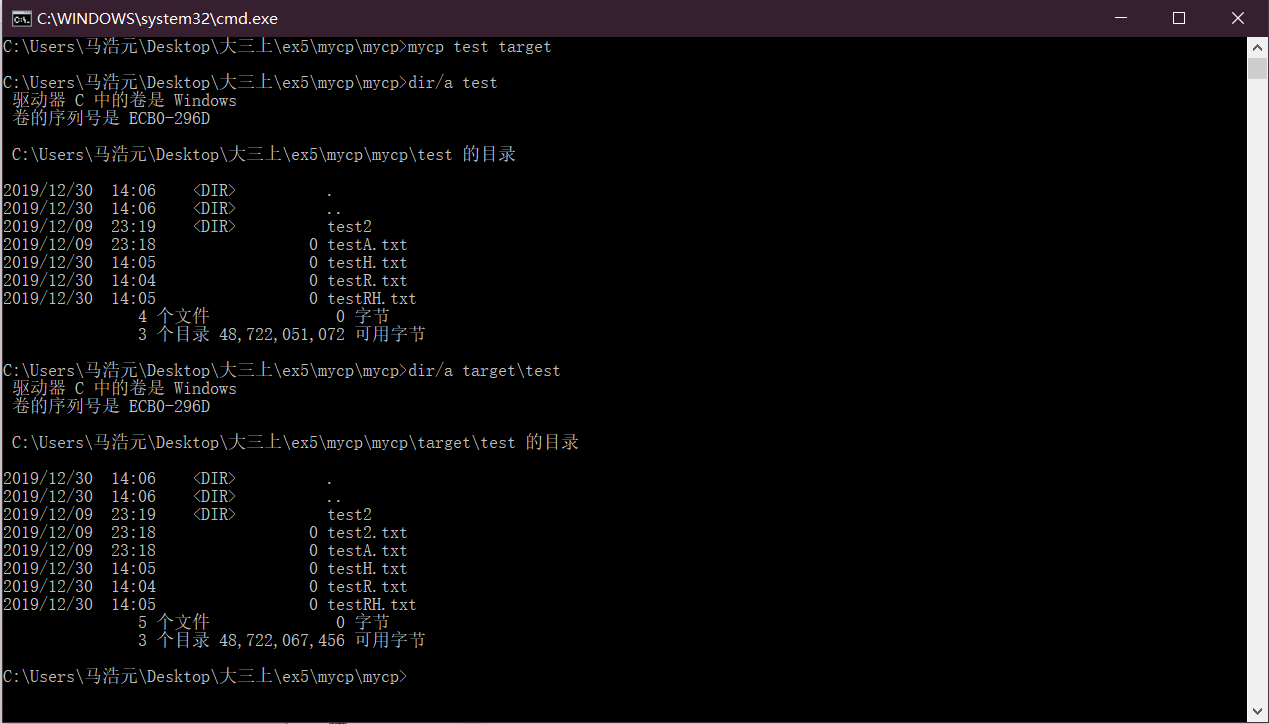 C:\WINDOWS\system32\cmd.exe
C:\Users\马浩元\Desktop\大三上\ex5\mycp\mycp>mycp test target
C:\Users\马浩元\Desktop\大三上\ex5\mycp\mycp>dir/a test
驱动器 C 中的卷是 Windows
卷的序列号是 ECB0-296D
C:\Users\马浩元\Desktop\大三上\ex5\mycp\mycp\test 的目录
2019/12/30  14:06    <DIR>          .
2019/12/30  14:06    <DIR>          ..
2019/12/09  23:19    <DIR>          test2
2019/12/09  23:18                 0 testA.txt
2019/12/30  14:05                 0 testH.txt
2019/12/30  14:04                 0 testR.txt
2019/12/30  14:05                 0 testRH.txt
4 个文件              0 字节
3 个目录 48,722,051,072 可用字节
C:\Users\马浩元\Desktop\大三上\ex5\mycp\mycp>dir/a target\test
驱动器 C 中的卷是 Windows
卷的序列号是 ECB0-296D
C:\Users\马浩元\Desktop\大三上\ex5\mycp\mycp\target\test 的目录
2019/12/30  14:06    <DIR>          .
2019/12/30  14:06    <DIR>          ..
2019/12/09  23:19    <DIR>          test2
2019/12/09  23:18                 0 test2.txt
2019/12/09  23:18                 0 testA.txt
2019/12/30  14:05                 0 testH.txt
2019/12/30  14:04                 0 testR.txt
2019/12/30  14:05                 0 testRH.txt
5 个文件              0 字节
3 个目录 48,722,067,456 可用字节
C:\Users\马浩元\Desktop\大三上\ex5\mycp\mycp>